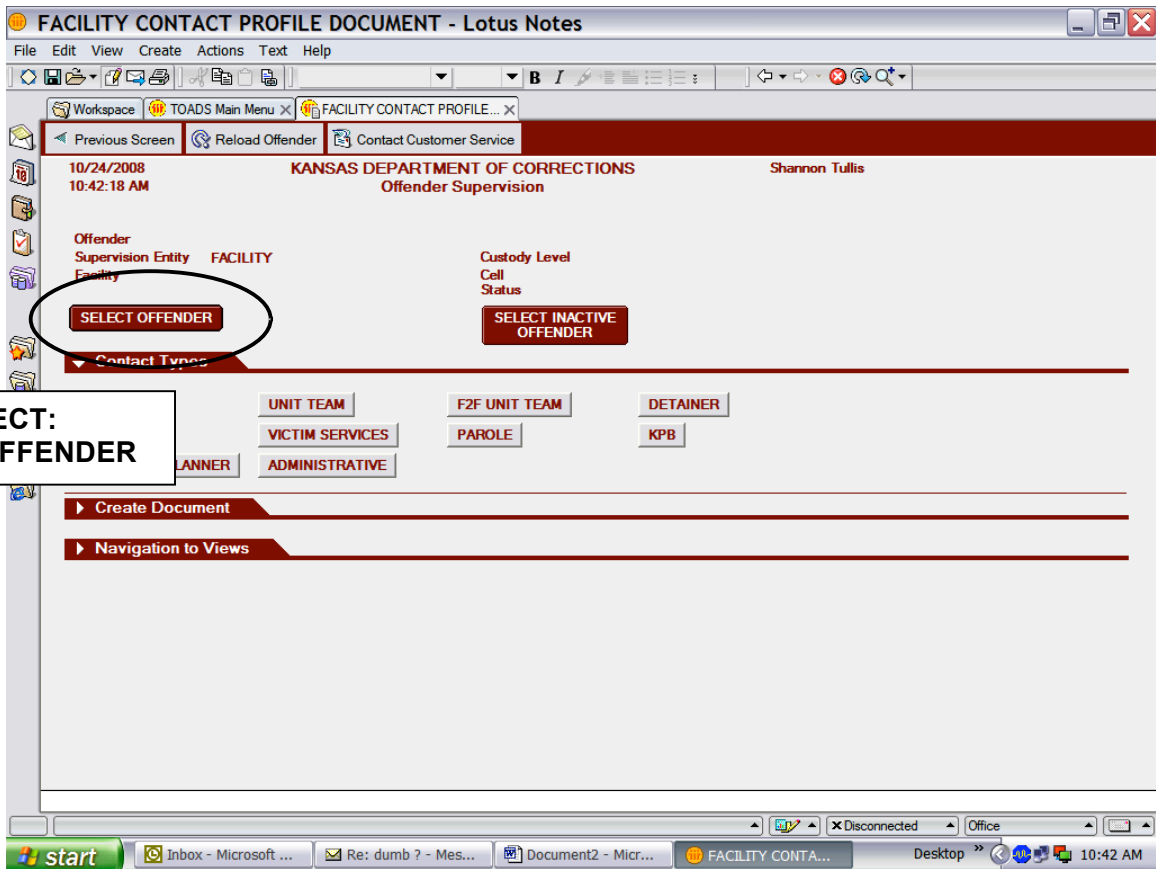 FACILITY CONTACT PROFILE DOCUMENT - Lotus Notes
File Edit View Create Actions Text Help
B I
Workspace TOADS Main Menu FACILITY CONTACT PROFILE...
Previous Screen Reload Offender Contact Customer Service
10/24/2008 KANSAS DEPARTMENT OF CORRECTIONS Shannon Tullis
10:42:18 AM Offender Supervision
Offender
Supervision Entity FACILITY Custody Level
Facility Cell
Status
SELECT OFFENDER SELECT INACTIVE
OFFENDER
Contact Types
UNIT TEAM F2F UNIT TEAM DETAINER
ECT:
VICTIM SERVICES PAROLE KPB
FFENDER
LANNER ADMINISTRATIVE
Create Document
Navigation to Views
Disconnected Office
start Inbox - Microsoft ... Re: dumb ? - Mes... Document2 - Micr... FACILITY CONTA... Desktop » 10:42 AM